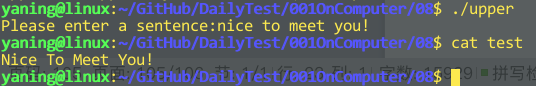 yaning@linux:~/GitHub/DailyTest/001OnComputer/08$ ./upper
Please enter a sentence:nice to meet you!
yaning@linux:~/GitHub/DailyTest/001OnComputer/08$ cat test
Nice To Meet You!
yaning@linux:~/GitHub/DailyTest/001OnComputer/08$